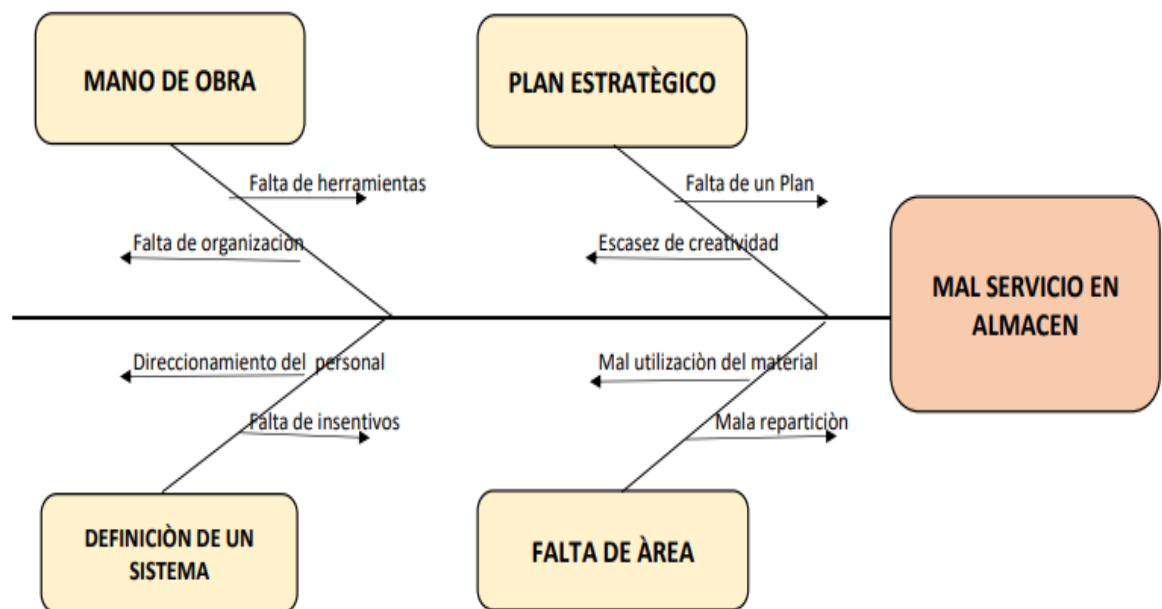 MANO DE OBRA
PLAN ESTRATÈGICO
Falta de herramientas
Falta de un Plan
Falta de organización
Escasez de creatividad
MAL SERVICIO EN
ALMACEN
Direccionamiento del personal
Mal utilizaciòn del material
Falta de insentivos
Mala reparticiòn
DEFINICIÒN DE UN
SISTEMA
FALTA DE ÀREA